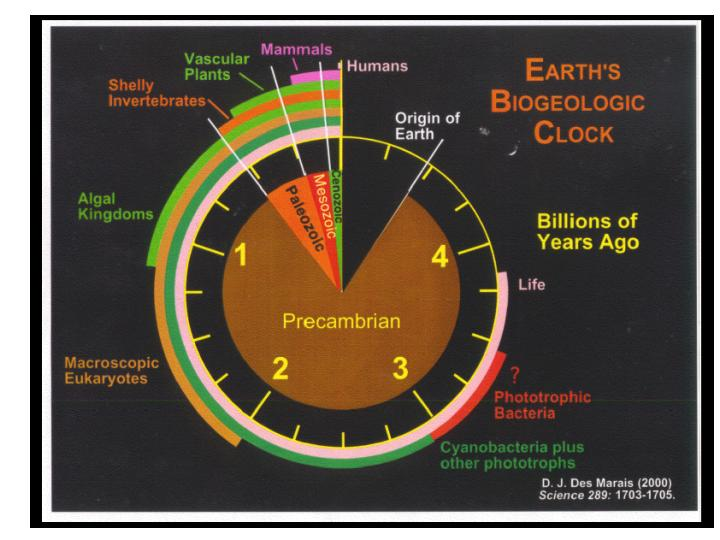 EARTH'S
BIOGEOLOGIC
CLOCK
Mammals
Vascular
Plants
Humans
Shelly
Invertebrates
Origin of
Earth
Algal
Kingdoms
Paleozoic
Mesozoic
Cenozoic
Billions of
Years Ago
1
4
Life
Precambrian
2
3
Macroscopic
Eukaryotes
?
Phototrophic
Bacteria
Cyanobacteria plus
other phototrophs
D. J. Des Marais (2000)
Science 289: 1703-1705.